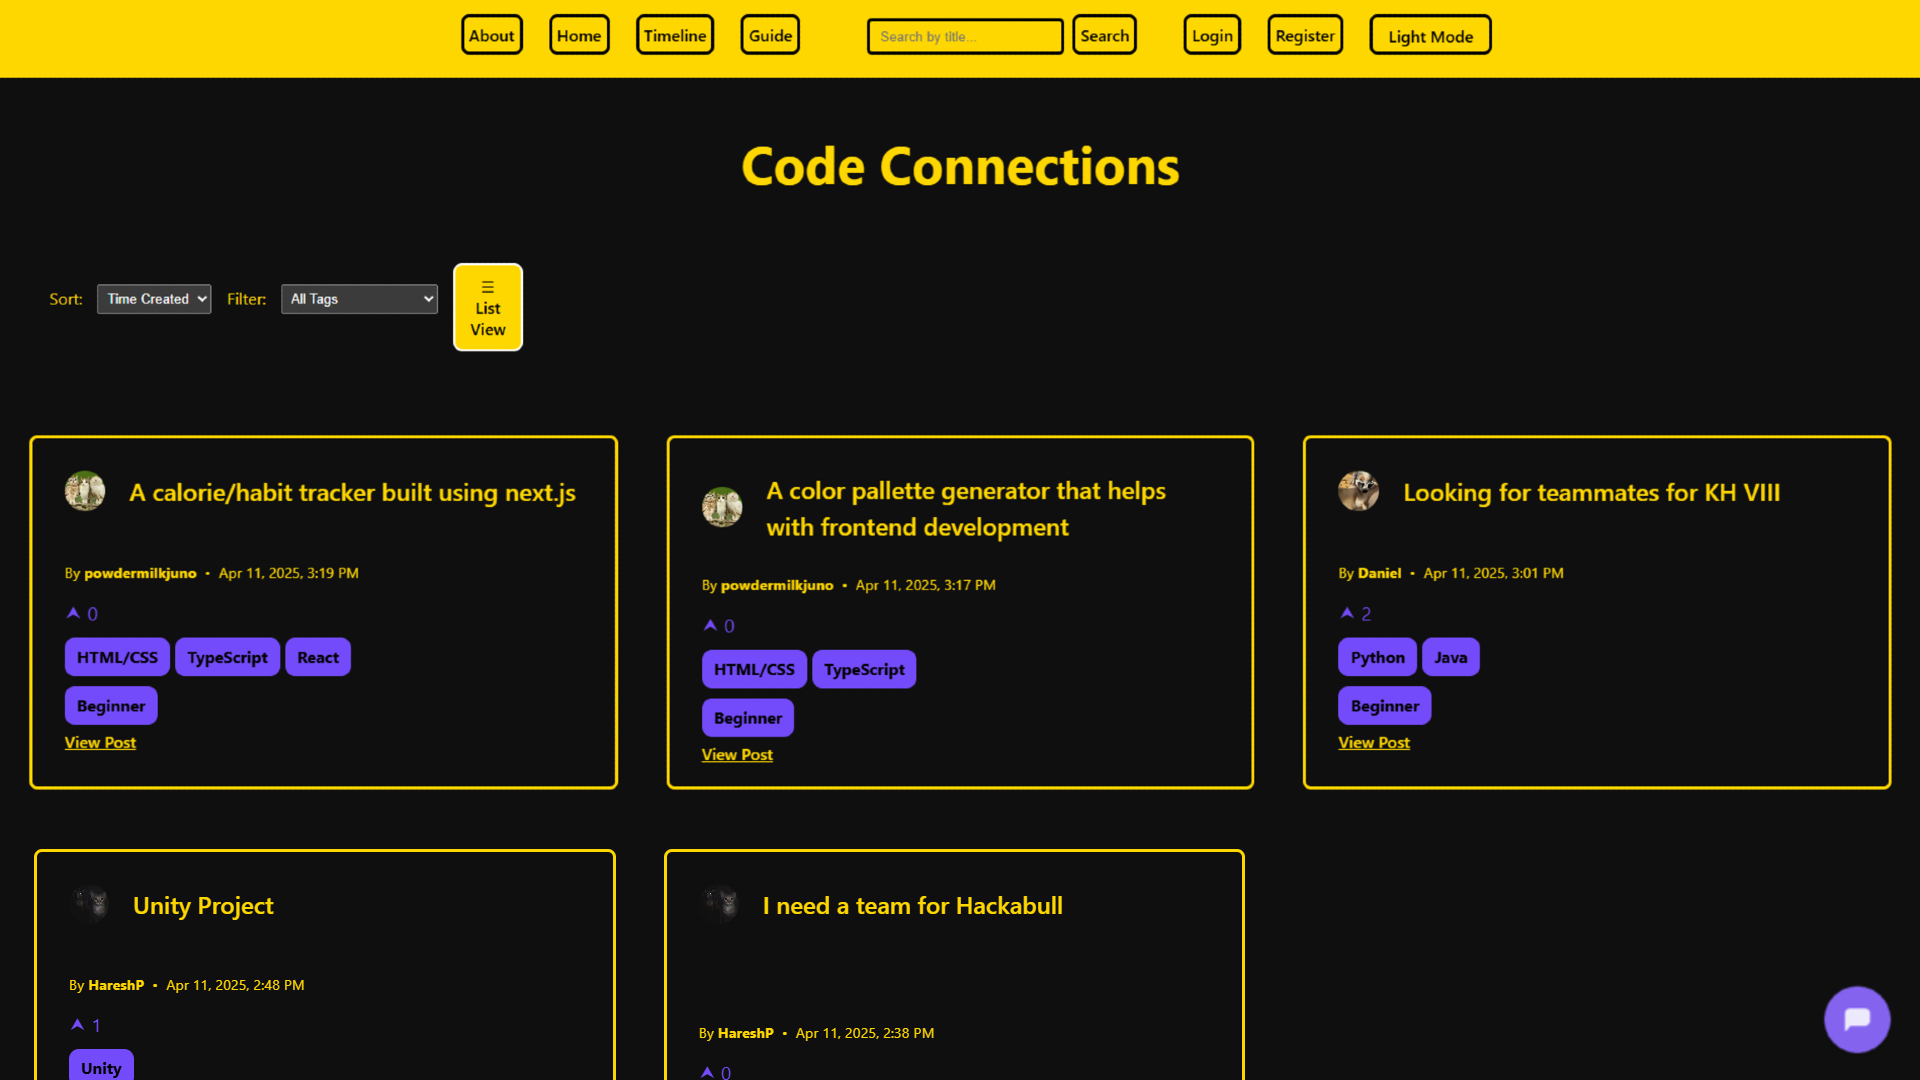 About Home Timeline Guide Search by title... Search Login Register Light Mode
Code Connections
Sort: Time Created Filter: All Tags
☰
List
View
A calorie/habit tracker built using next.js
By powdermilkjuno • Apr 11, 2025, 3:19 PM
0
HTML/CSS TypeScript React
Beginner
View Post
A color pallette generator that helps
with frontend development
By powdermilkjuno • Apr 11, 2025, 3:17 PM
0
HTML/CSS TypeScript
Beginner
View Post
Looking for teammates for KH VIII
By Daniel • Apr 11, 2025, 3:01 PM
2
Python Java
Beginner
View Post
Unity Project
By HareshP • Apr 11, 2025, 2:48 PM
1
Unity
I need a team for Hackabull
By HareshP • Apr 11, 2025, 2:38 PM
0